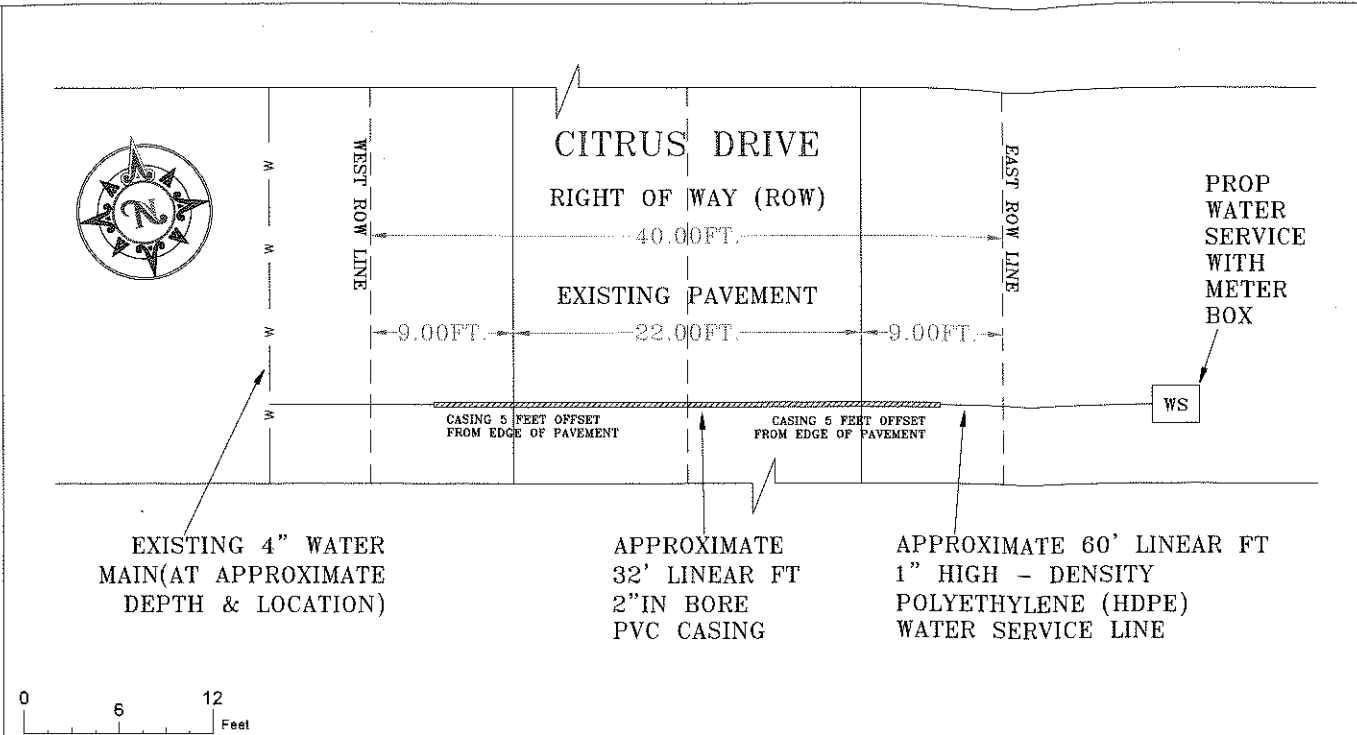 CITRUS DRIVE
RIGHT OF WAY (ROW)
40.00FT.
EXISTING PAVEMENT
9.00FT.
22.00FT.
9.00FT.
N
W
W
W
W
WEST ROW LINE
EAST ROW LINE
PROP
WATER
SERVICE
WITH
METER
BOX
WS
CASING 5 FEET OFFSET
FROM EDGE OF PAVEMENT
CASING 5 FEET OFFSET
FROM EDGE OF PAVEMENT
EXISTING 4" WATER
MAIN(AT APPROXIMATE
DEPTH & LOCATION)
APPROXIMATE
32' LINEAR FT
2"IN BORE
PVC CASING
APPROXIMATE 60' LINEAR FT
1" HIGH - DENSITY
POLYETHYLENE (HDPE)
WATER SERVICE LINE
0
6
12
Feet